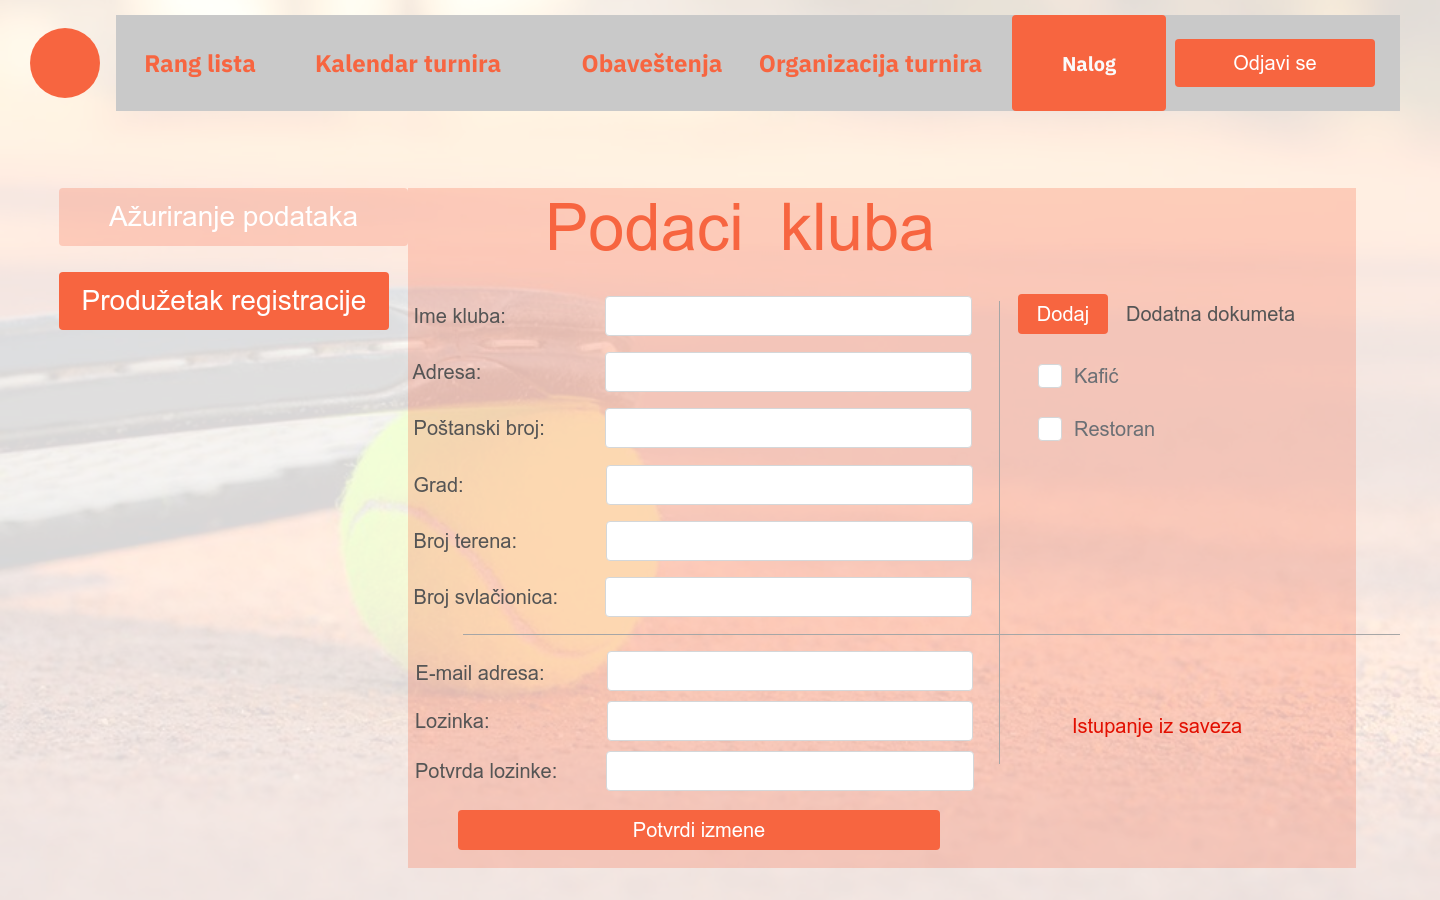 Rang lista
Kalendar turnira
Obaveštenja
Organizacija turnira
Nalog
Odjavi se
Ažuriranje podataka
Produžetak registracije
Podaci kluba
Ime kluba:
Adresa:
Poštanski broj:
Grad:
Broj terena:
Broj svlačionica:
E-mail adresa:
Lozinka:
Potvrda lozinke:
Potvrdi izmene
Dodaj
Dodatna dokumeta
Kafić
Restoran
Istupanje iz saveza